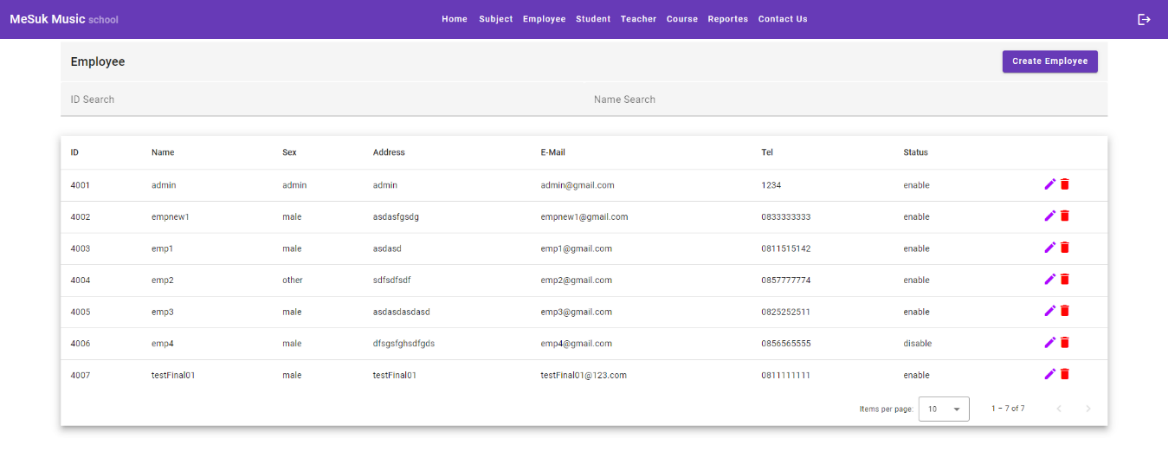 MeSuk Music school Home Subject Employee Student Teacher Course Reportes Contact Us
Employee Create Employee
ID Search Name Search
ID Name Sex Address E-Mail Tel Status
4001 admin admin admin admin@gmail.com 1234 enable
4002 empnew1 male asdasfgsdg empnew1@gmail.com 0833333333 enable
4003 emp1 male asdasd emp1@gmail.com 0811515142 enable
4004 emp2 other sdfsdfsdf emp2@gmail.com 0857777774 enable
4005 emp3 male asdasdasdasd emp3@gmail.com 0825252511 enable
4006 emp4 male dfsgsfghsdfgds emp4@gmail.com 0856565555 disable
4007 testFinal01 male testFinal01 testFinal01@123.com 0811111111 enable
Items per page: 10 1 – 7 of 7